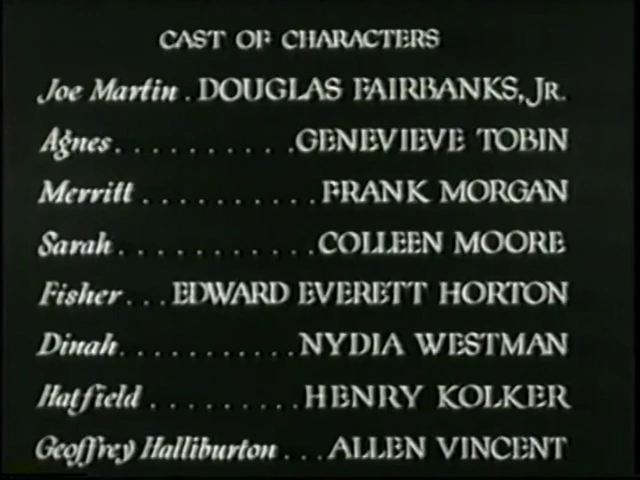 CAST OF CHARACTERS
Joe Martin . DOUGLAS FAIRBANKS, JR.
Agnes. . . . . . . . . . .GENEVIEVE TOBIN
Merritt . . . . . . . . . . FRANK MORGAN
Sarah. . . . . . . . . . . .COLLEEN MOORE
Fisher . . . EDWARD EVERETT HORTON
Dinah. . . . . . . . . . . NYDIA WESTMAN
Hatfield . . . . . . . . . HENRY KOLKER
Geoffrey Halliburton . . . ALLEN VINCENT